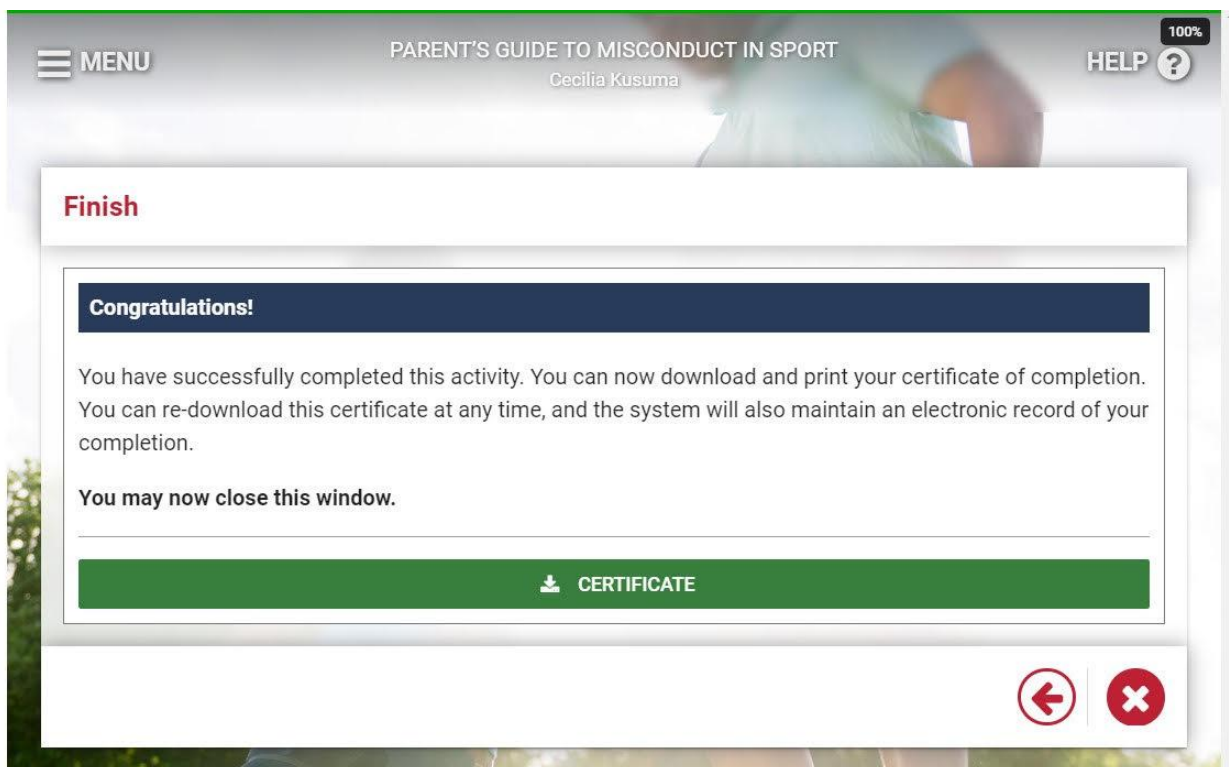 100%
MENU
PARENT'S GUIDE TO MISCONDUCT IN SPORT
HELP ?
Cecilia Kusuma
Finish
Congratulations!
You have successfully completed this activity. You can now download and print your certificate of completion.
You can re-download this certificate at any time, and the system will also maintain an electronic record of your
completion.
You may now close this window.
CERTIFICATE